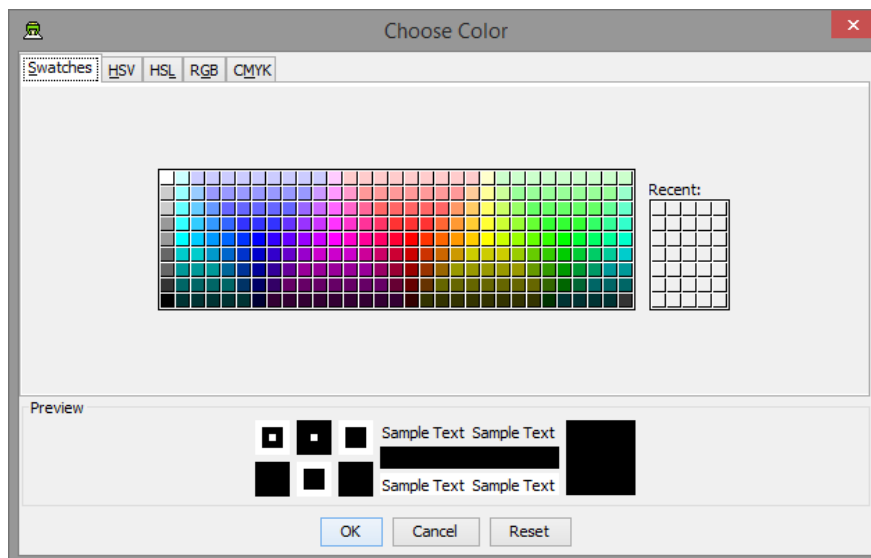 Choose Color
Swatches HSV HSL RGB CMYK
Recent:
Preview
Sample Text Sample Text
Sample Text Sample Text
OK Cancel Reset